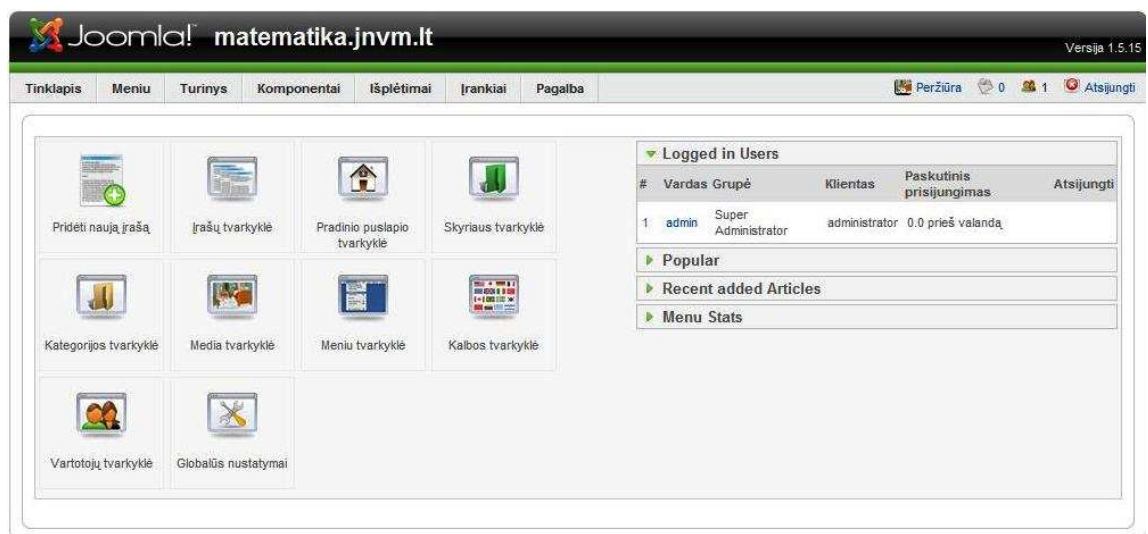 Joomla! matematika.jnvm.lt
Versija 1.5.15
Tinklapis Meniu Turinys Komponentai Išplėtimai Įrankiai Pagalba Peržiūra 0 1 Atsijungti
Pridėti naują įrašą
Įrašų tvarkyklė
Pradinio puslapio
tvarkyklė
Skyriaus tvarkyklė
Kategorijos tvarkyklė
Media tvarkyklė
Meniu tvarkyklė
Kalbos tvarkyklė
Vartotojų tvarkyklė
Globalūs nustatymai
Logged in Users
# Vardas Grupė Klientas Paskutinis
prisijungimas Atsijungti
1 admin Super
Administrator administrator 0.0 prieš valandą
Popular
Recent added Articles
Menu Stats